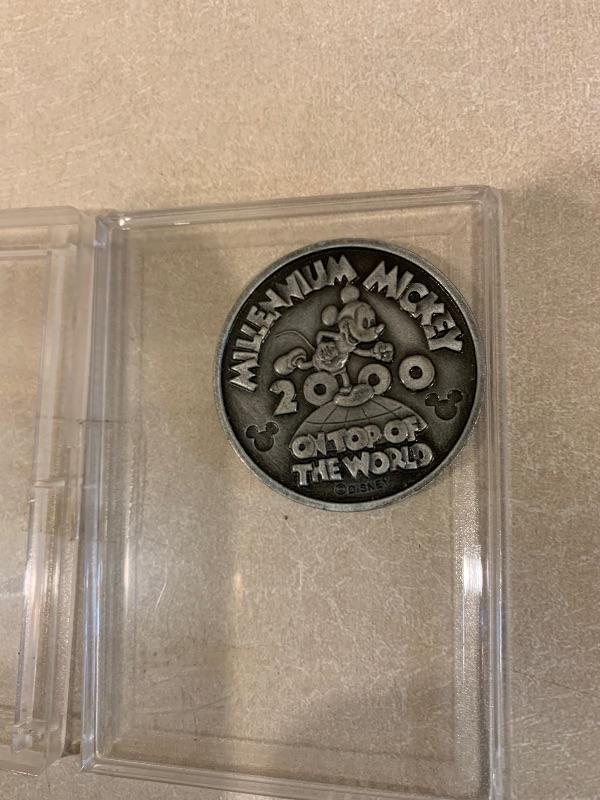 MILLENNIUM MICKEY
2000
ON TOP OF
THE WORLD
© DISNEY